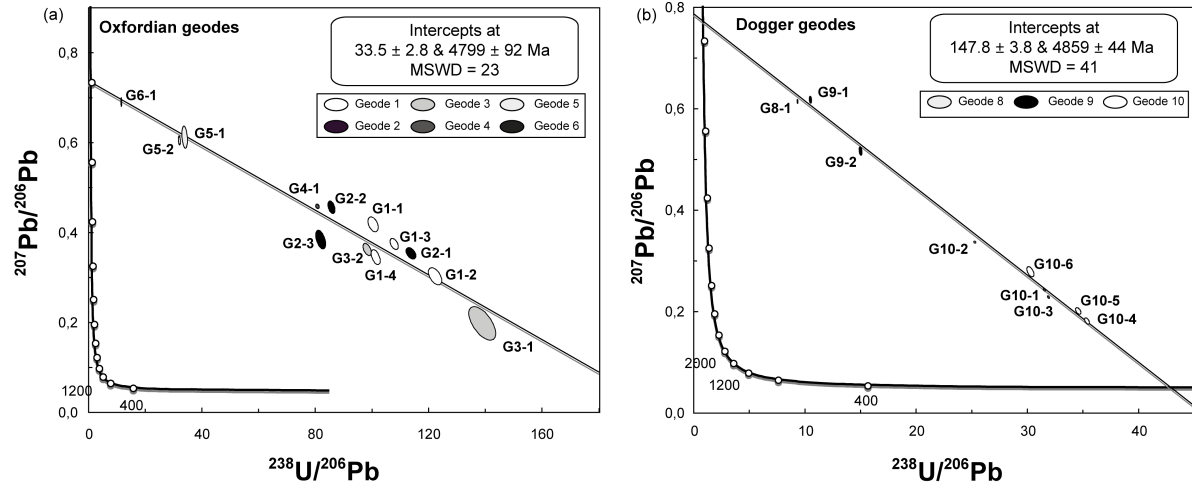 (a)
Oxfordian geodes
Intercepts at
33.5 ± 2.8 & 4799 ± 92 Ma
MSWD = 23
Geode 1
Geode 3
Geode 5
Geode 2
Geode 4
Geode 6
0,8
0,6
0,4
0,2
0,0
207Pb/206Pb
G6-1
G5-1
G5-2
G4-1
G2-2
G1-1
G2-3
G1-3
G2-1
G3-2
G1-4
G1-2
G3-1
1200
400
0
40
80
120
160
238U/206Pb
(b)
Dogger geodes
Intercepts at
147.8 ± 3.8 & 4859 ± 44 Ma
MSWD = 41
Geode 8
Geode 9
Geode 10
0,8
0,6
0,4
0,2
0,0
207Pb/206Pb
G9-1
G8-1
G9-2
G10-2
G10-6
G10-1
G10-3
G10-5
G10-4
2000
1200
400
0
10
20
30
40
238U/206Pb